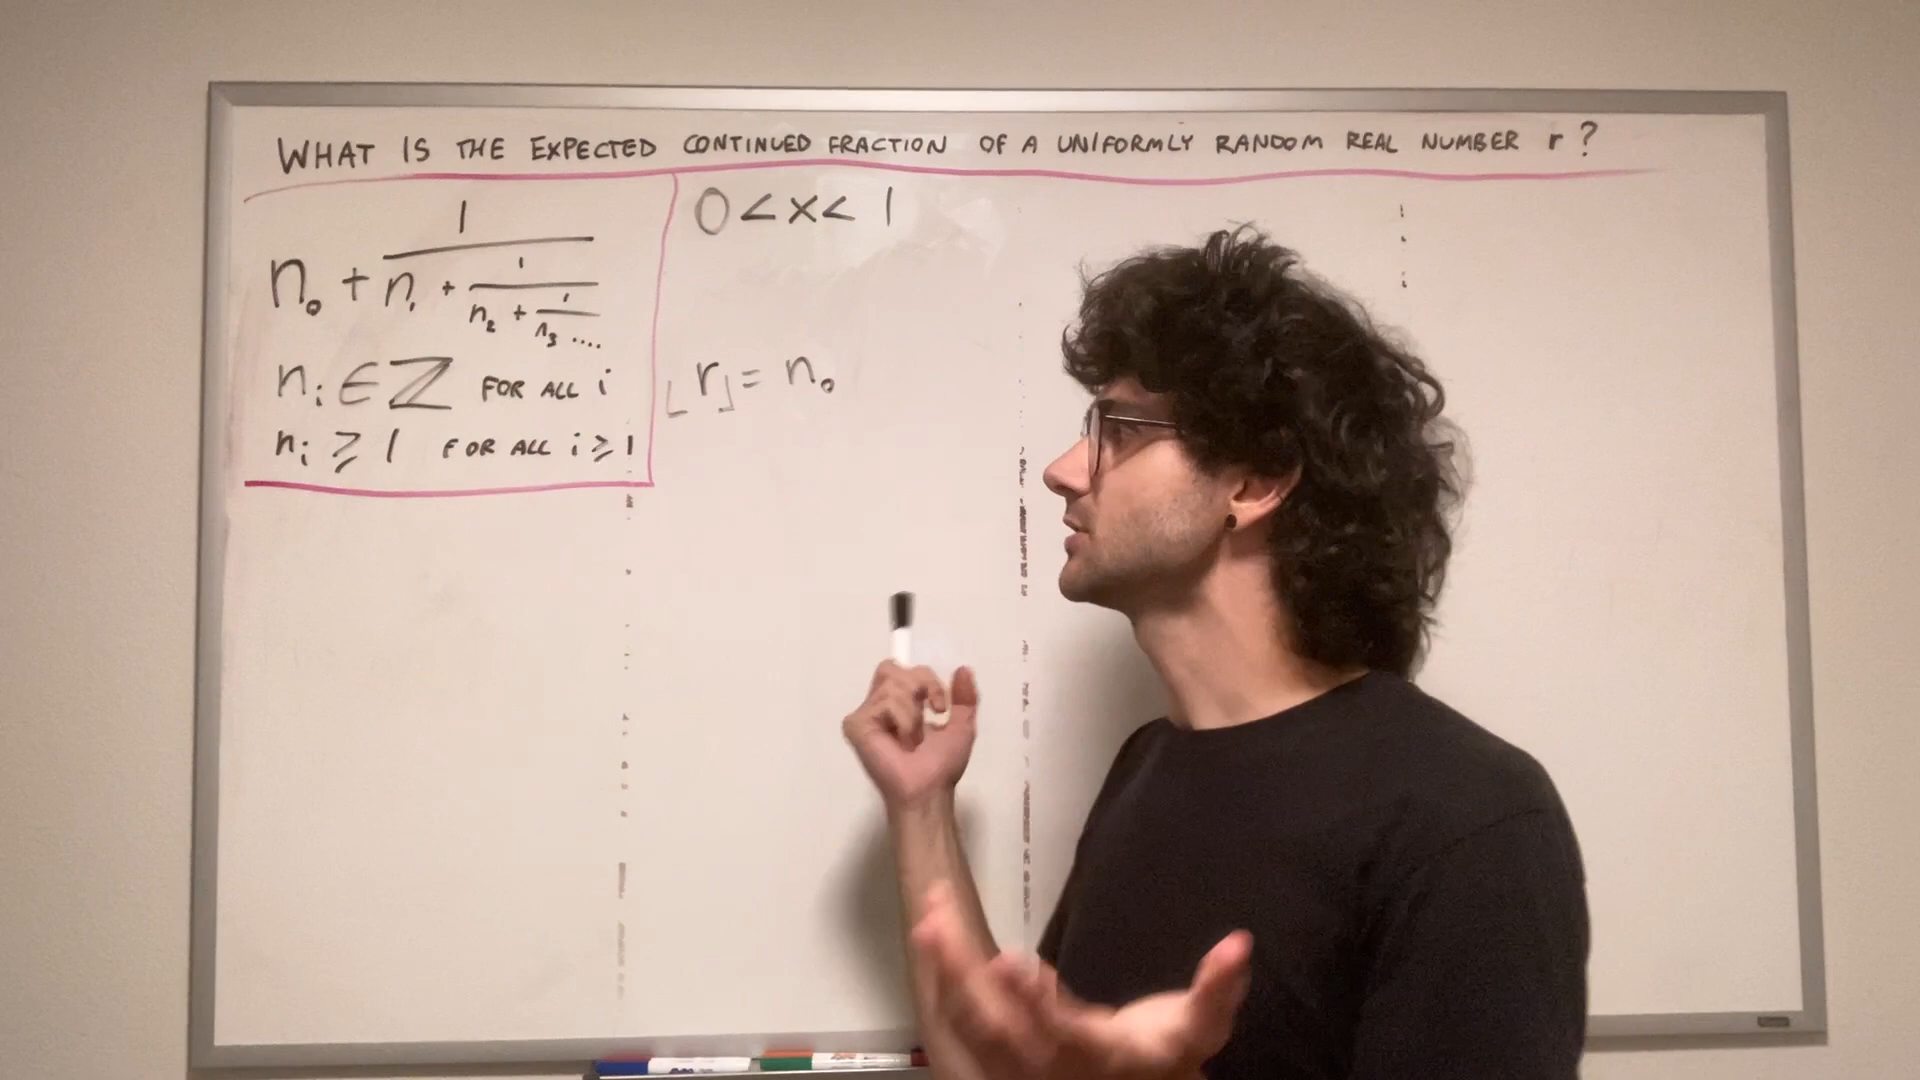 WHAT IS THE EXPECTED CONTINUED FRACTION OF A UNIFORMLY RANDOM REAL NUMBER r?
n₀ + 1/(n₁ + 1/(n₂ + 1/(n₃ ....
nᵢ ∈ ℤ FOR ALL i
nᵢ ≥ 1 FOR ALL i ≥ 1
0 < x < 1
⌊r⌋ = n₀